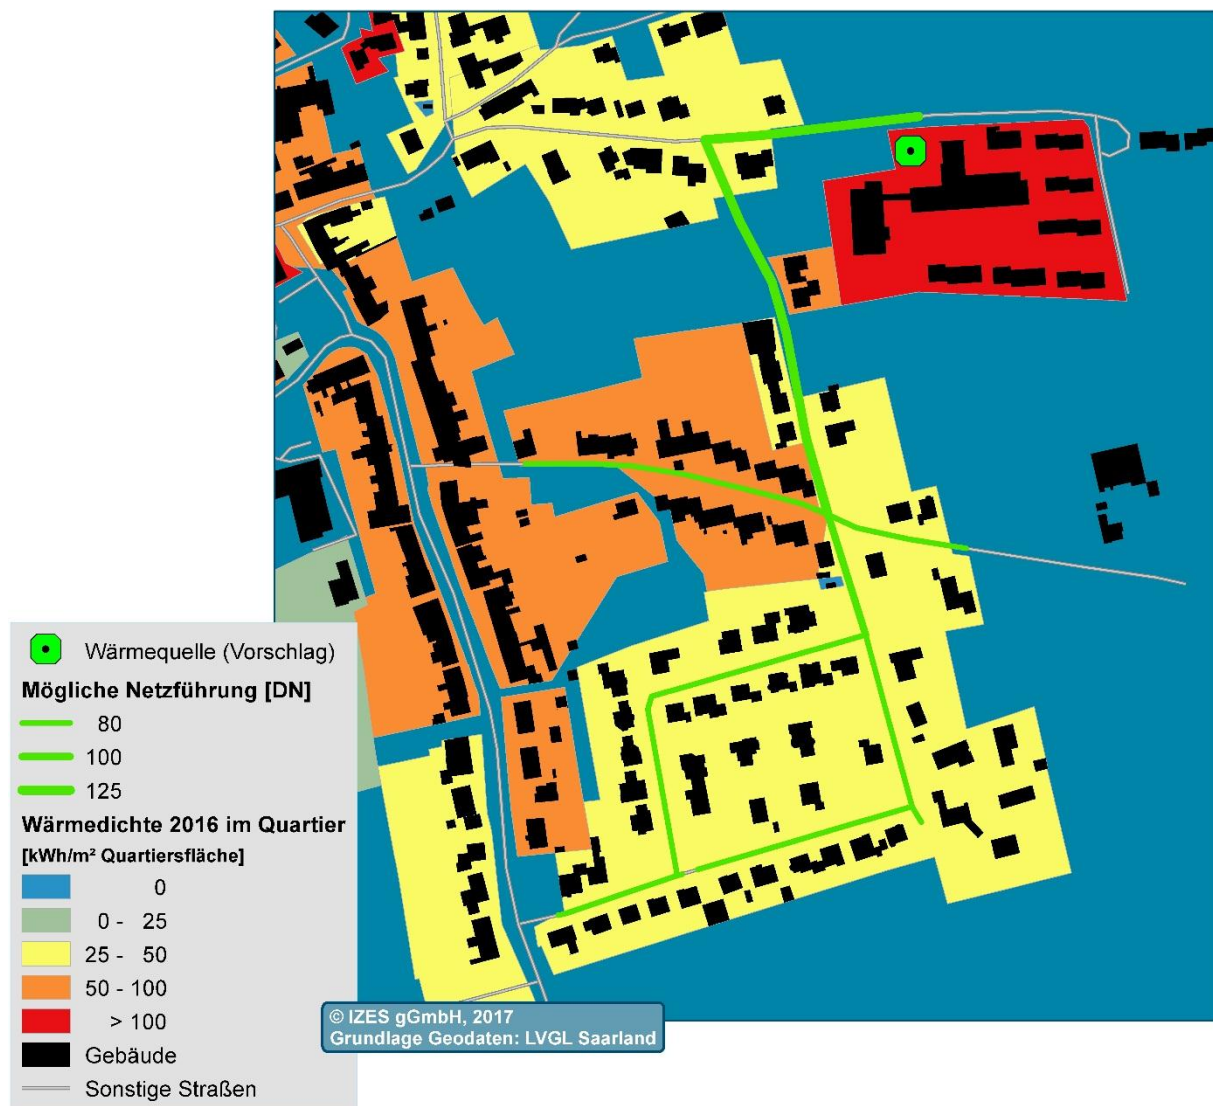 Wärmequelle (Vorschlag)
Mögliche Netzführung [DN]
80
100
125
Wärmedichte 2016 im Quartier
[kWh/m² Quartiersfläche]
0
0 - 25
25 - 50
50 - 100
> 100
Gebäude
Sonstige Straßen
© IZES gGmbH, 2017
Grundlage Geodaten: LVGL Saarland